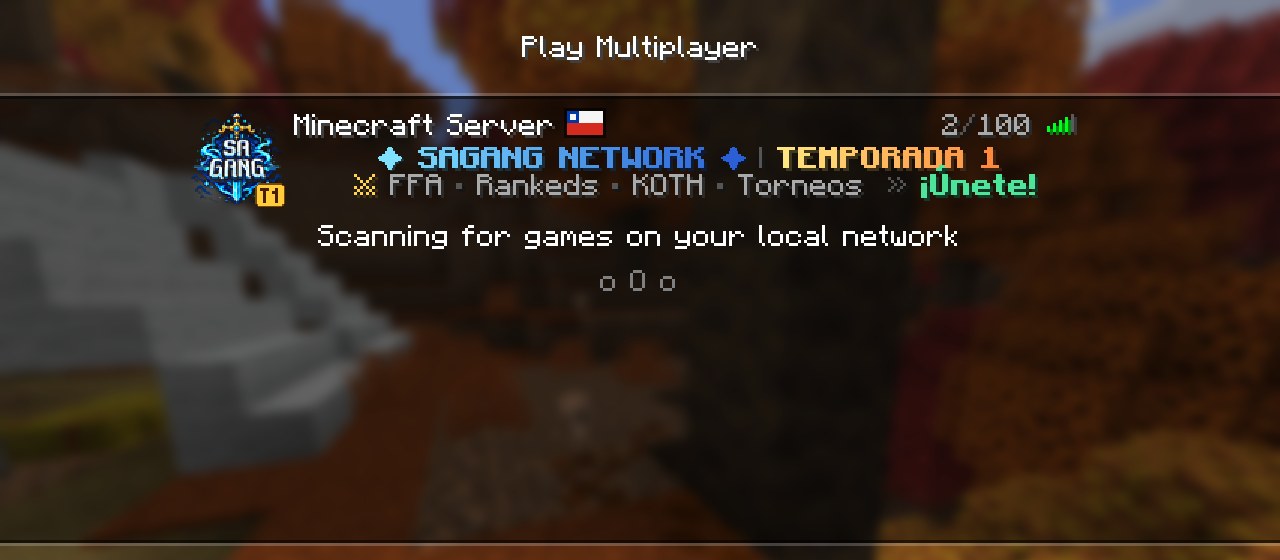 Play Multiplayer
SA GANG T1
Minecraft Server 🇨🇱 2/100
SAGANG NETWORK | TEMPORADA 1
FFA · Rankeds · KOTH · Torneos » ¡Únete!
Scanning for games on your local network
o O o